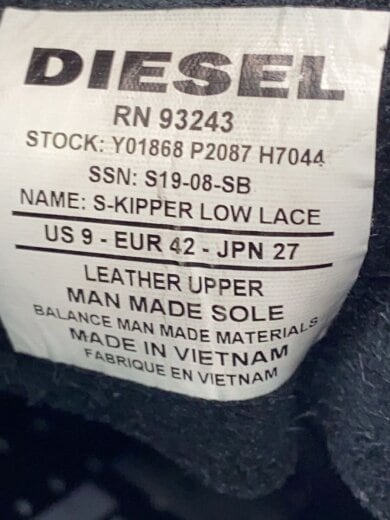 DIESEL
RN 93243
STOCK: Y01868 P2087 H7044
SSN: S19-08-SB
NAME: S-KIPPER LOW LACE
US 9 - EUR 42 - JPN 27
LEATHER UPPER
MAN MADE SOLE
BALANCE MAN MADE MATERIALS
MADE IN VIETNAM
FABRIQUE EN VIETNAM